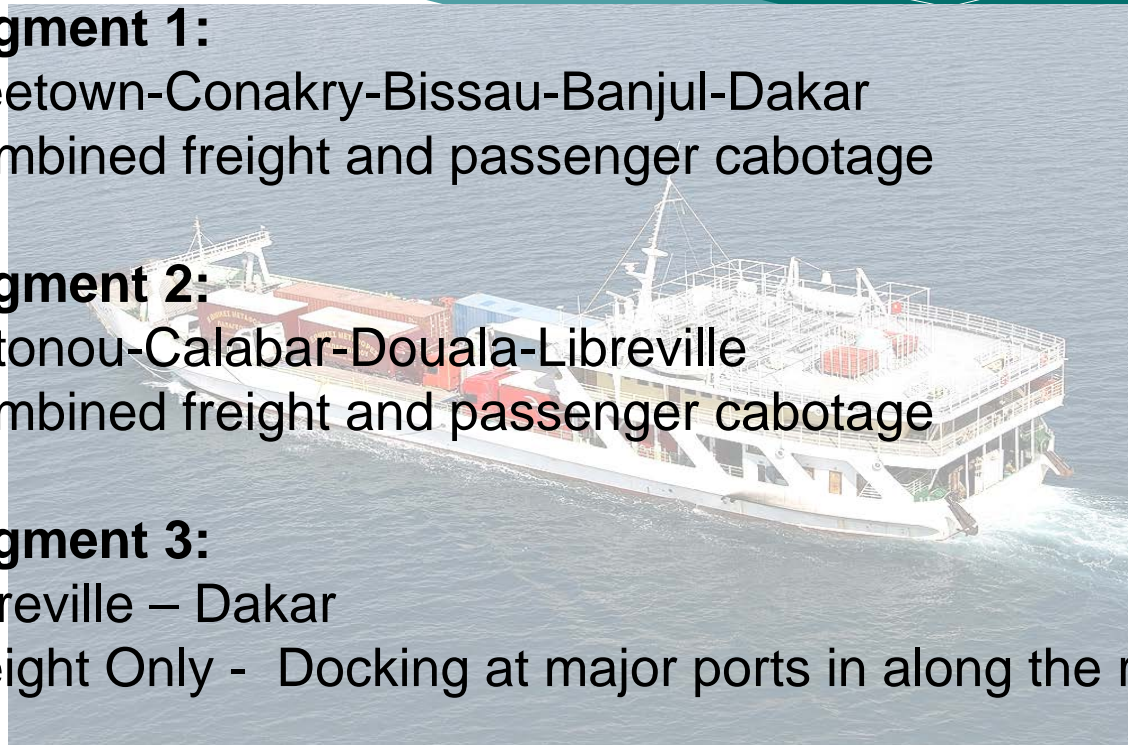 gment 1:
eetown-Conakry-Bissau-Banjul-Dakar
mbined freight and passenger cabotage
gment 2:
tonou-Calabar-Douala-Libreville
mbined freight and passenger cabotage
gment 3:
reville – Dakar
eight Only - Docking at major ports in along the